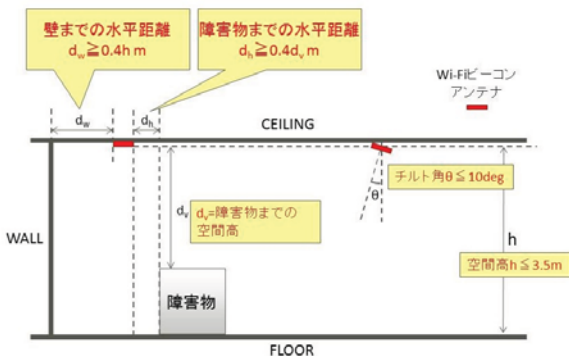 壁までの水平距離
dw≧0.4h m
障害物までの水平距離
dh≧0.4dv m
Wi-Fiビーコン
アンテナ
dw
dh
CEILING
チルト角θ≦10deg
θ
dv
dv=障害物までの
空間高
WALL
h
空間高h≦3.5m
障害物
FLOOR